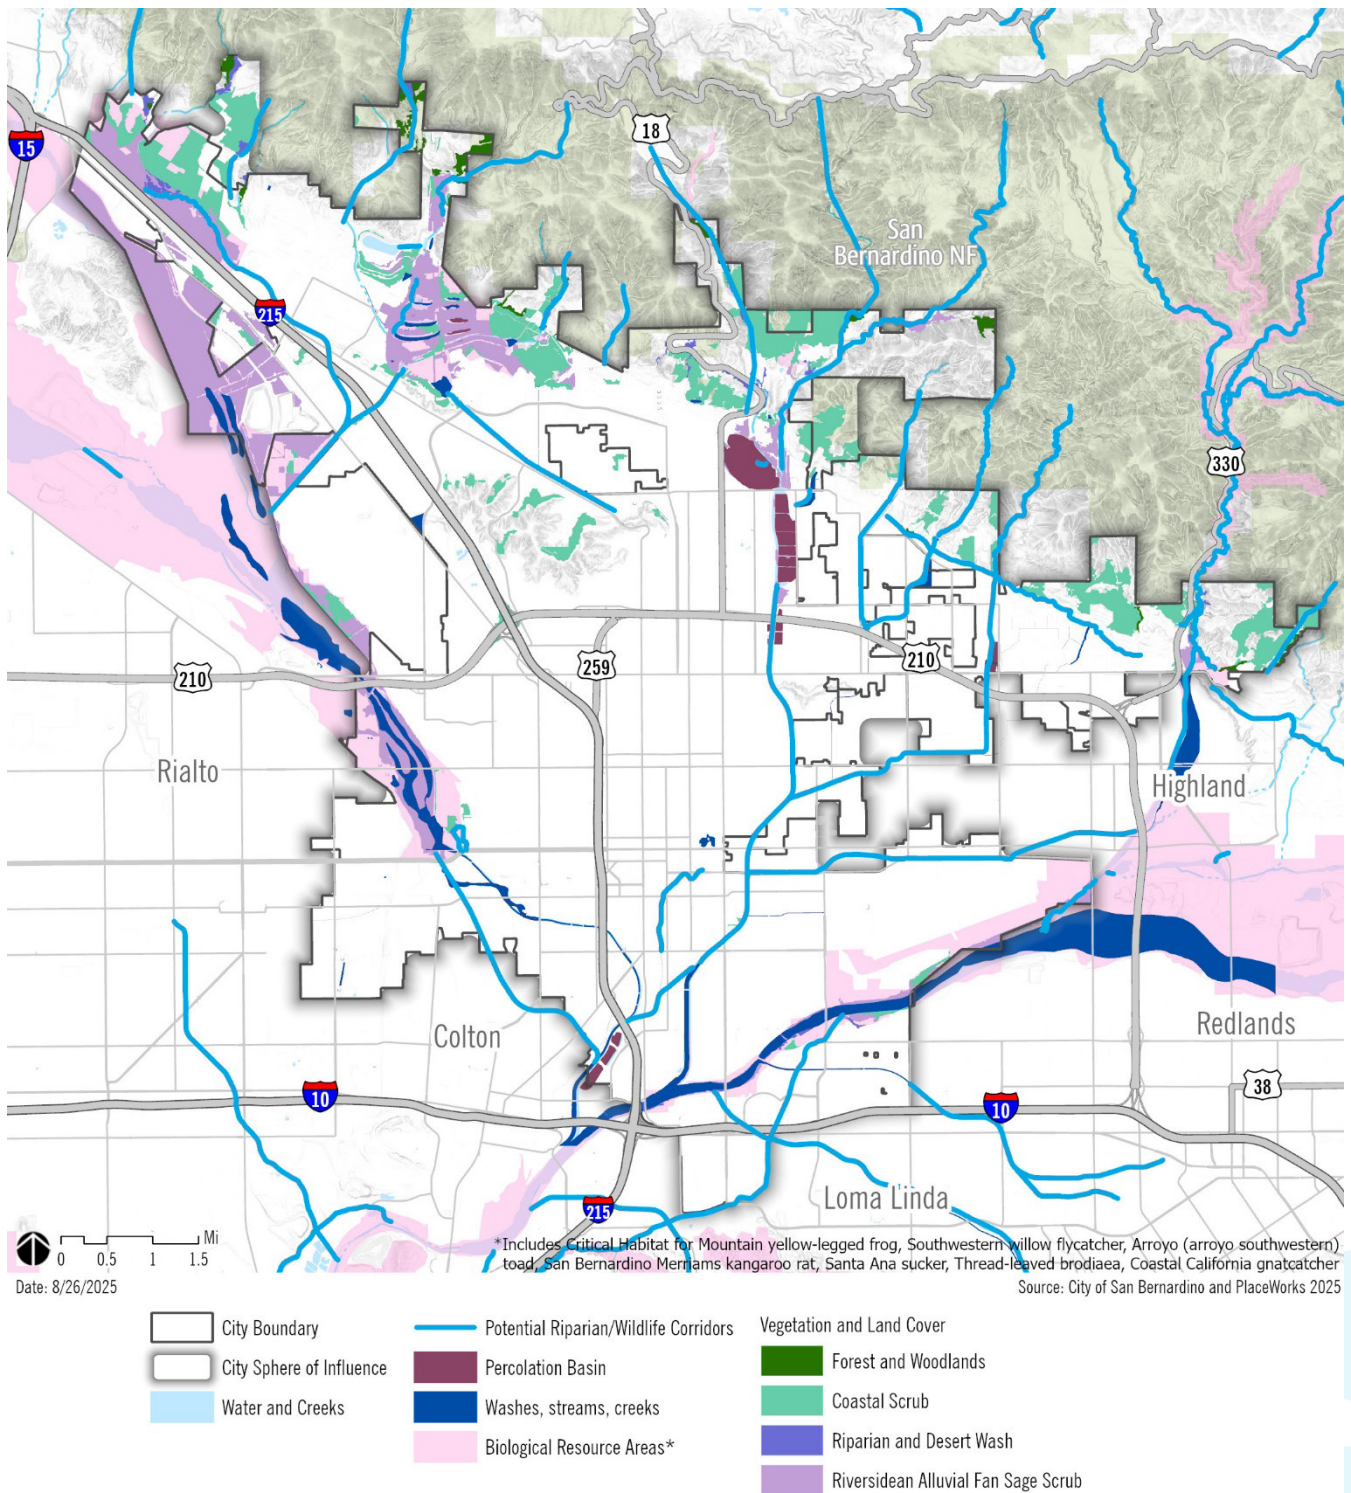 18
15
San
Bernardino NF
215
330
210
259
210
Rialto
Highland
Colton
Redlands
10
10
38
215
Loma Linda
Mi
0 0.5 1 1.5
*Includes Critical Habitat for Mountain yellow-legged frog, Southwestern willow flycatcher, Arroyo (arroyo southwestern)
toad, San Bernardino Merriams kangaroo rat, Santa Ana sucker, Thread-leaved brodiaea, Coastal California gnatcatcher
Date: 8/26/2025
Source: City of San Bernardino and PlaceWorks 2025
City Boundary
City Sphere of Influence
Water and Creeks
Potential Riparian/Wildlife Corridors
Percolation Basin
Washes, streams, creeks
Biological Resource Areas*
Vegetation and Land Cover
Forest and Woodlands
Coastal Scrub
Riparian and Desert Wash
Riversidean Alluvial Fan Sage Scrub